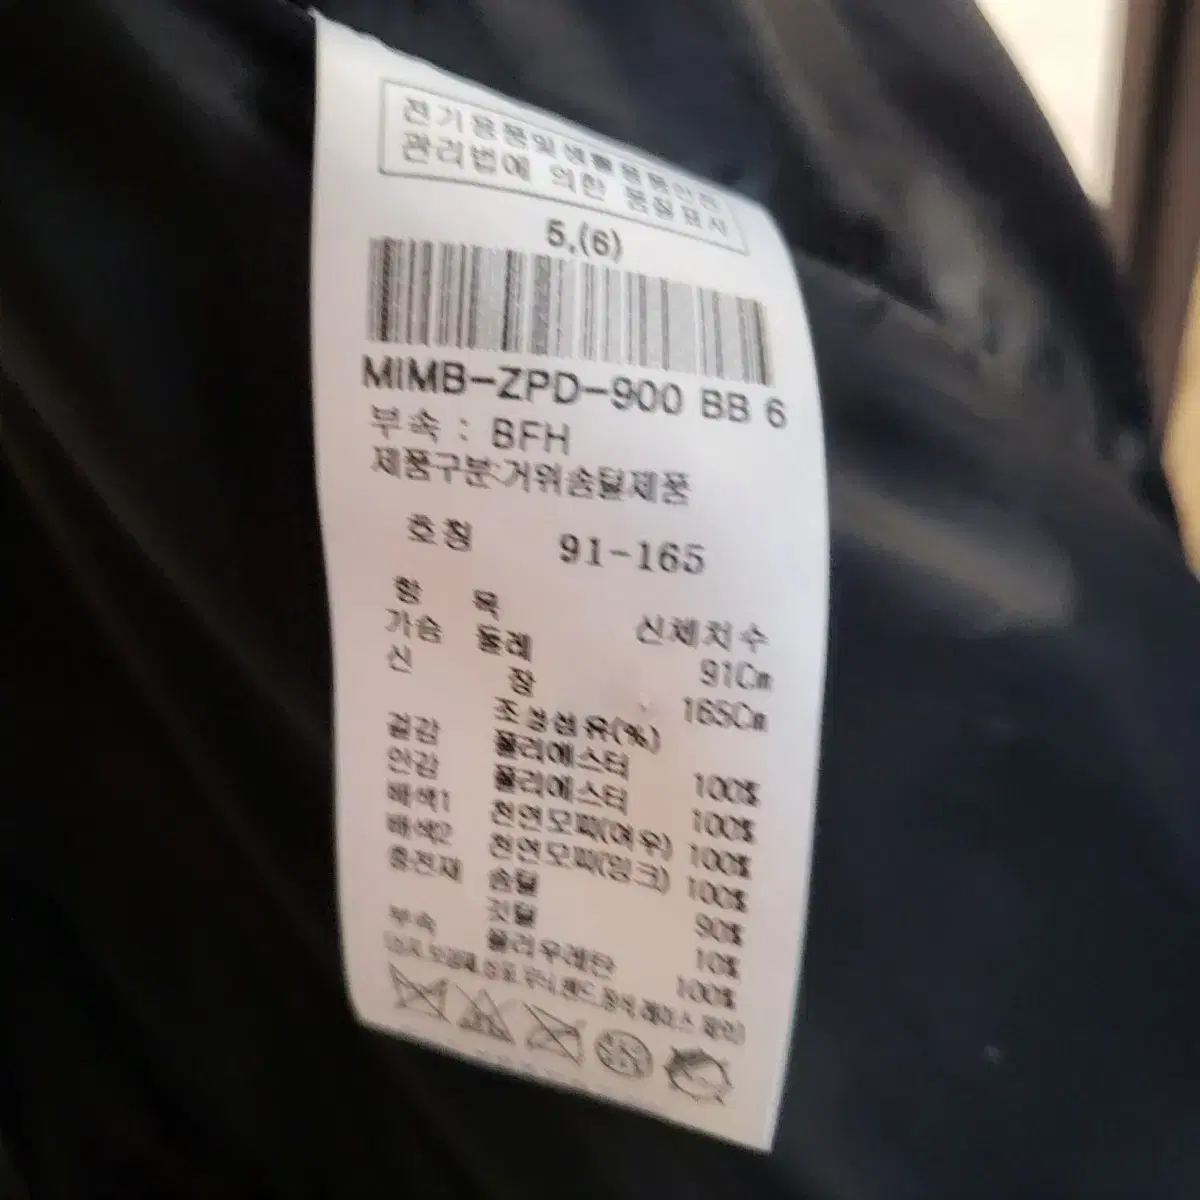 전기용품및생활용품안전
관리법에 의한 품질표시
5,(6)
MIMB-ZPD-900 BB 6
부속 : BFH
제품구분:거위솜털제품
호칭 91-165
항 목 신체치수
가슴 둘레 91Cm
신 장 165Cm
조성섬유(%)
겉감 폴리에스터 100%
안감 폴리에스터 100%
배색1 천연모피(여우) 100%
배색2 천연모피(밍크) 100%
충전재 솜털 90%
깃털 10%
부속 폴리우레탄 100%